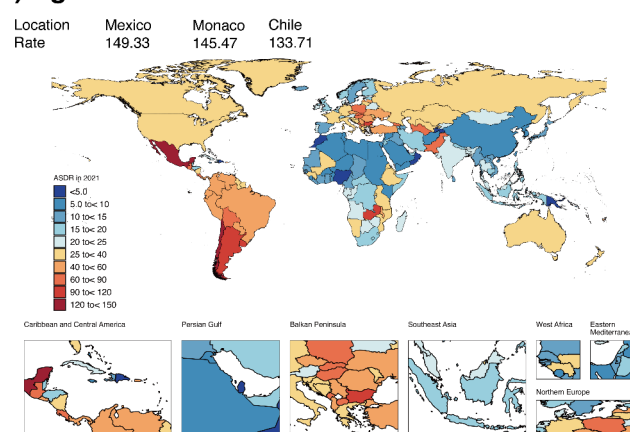 Location Mexico Monaco Chile
Rate 149.33 145.47 133.71
ASDR in 2021
<5.0
5.0 to< 10
10 to< 15
15 to< 20
20 to< 25
25 to< 40
40 to< 60
60 to< 90
90 to< 120
120 to< 150
Caribbean and Central America
Persian Gulf
Balkan Peninsula
Southeast Asia
West Africa
Eastern
Mediterranea
Northern Europe